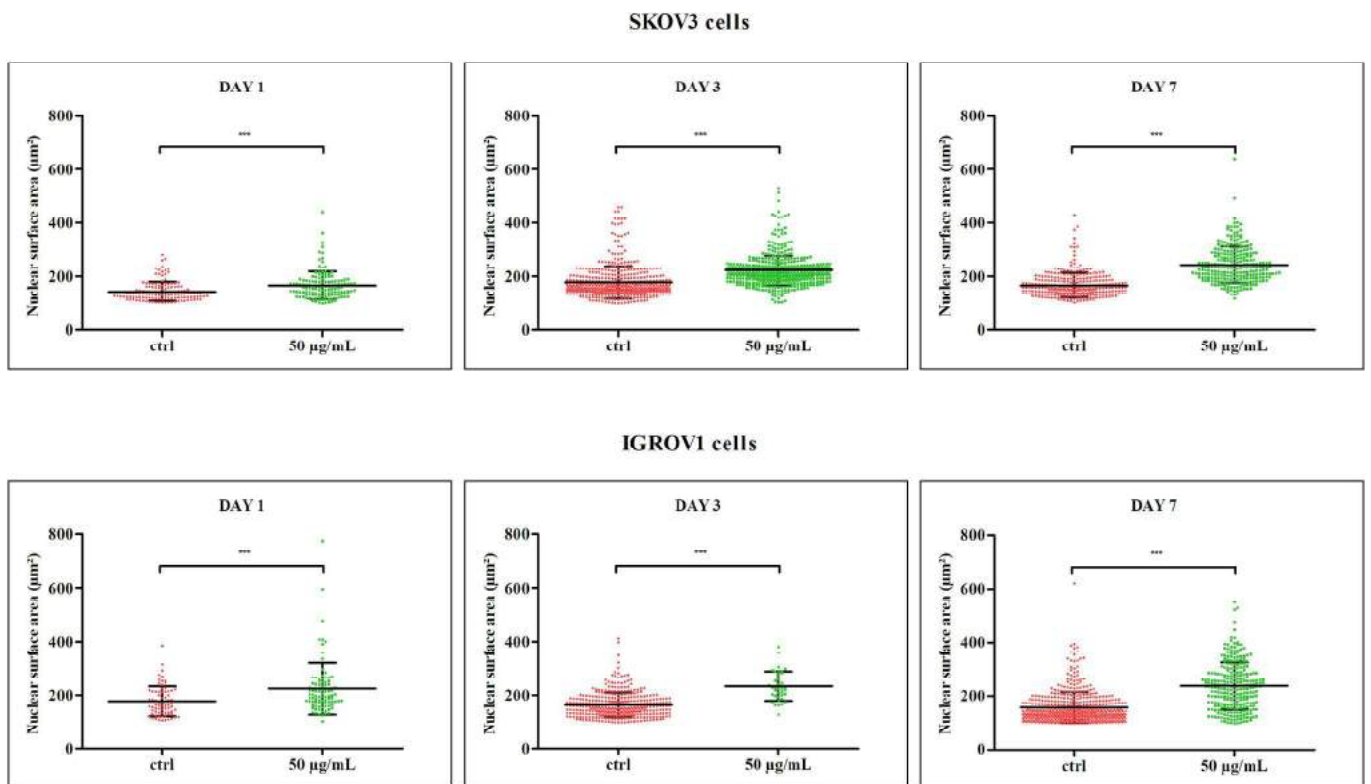 SKOV3 cells
DAY 1
Nuclear surface area (µm²)
800
600
400
200
0
***
ctrl
50 µg/mL
DAY 3
Nuclear surface area (µm²)
800
600
400
200
0
***
ctrl
50 µg/mL
DAY 7
Nuclear surface area (µm²)
800
600
400
200
0
***
ctrl
50 µg/mL
IGROV1 cells
DAY 1
Nuclear surface area (µm²)
800
600
400
200
0
***
ctrl
50 µg/mL
DAY 3
Nuclear surface area (µm²)
800
600
400
200
0
***
ctrl
50 µg/mL
DAY 7
Nuclear surface area (µm²)
800
600
400
200
0
***
ctrl
50 µg/mL